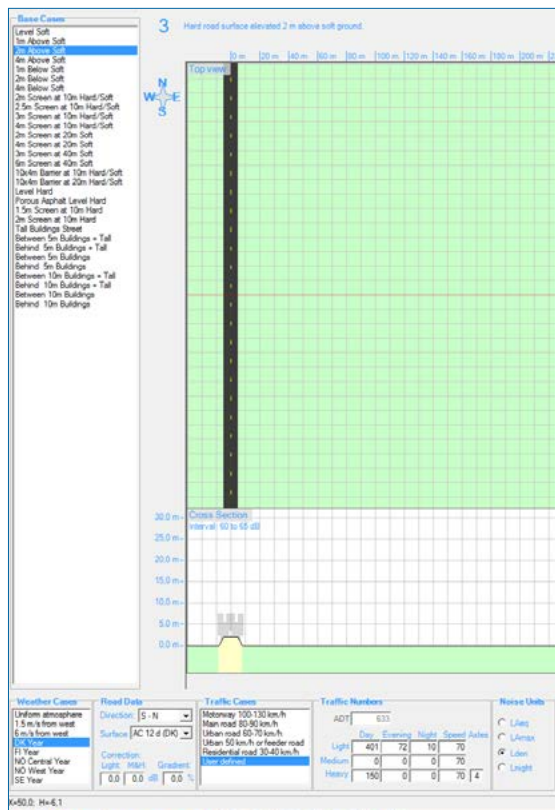 Base Cases
Level Soft
1m Above Soft
2m Above Soft
4m Above Soft
1m Below Soft
2m Below Soft
4m Below Soft
2m Screen at 10m Hard/Soft
2.5m Screen at 10m Hard/Soft
3m Screen at 10m Hard/Soft
4m Screen at 10m Hard/Soft
2m Screen at 20m Soft
4m Screen at 20m Soft
3m Screen at 40m Soft
6m Screen at 40m Soft
10x4m Barrier at 10m Hard/Soft
10x4m Barrier at 20m Hard/Soft
Level Hard
Porous Asphalt Level Hard
1.5m Screen at 10m Hard
2m Screen at 10m Hard
Tall Buildings Street
Between 5m Buildings + Tall
Behind 5m Buildings + Tall
Between 5m Buildings
Behind 5m Buildings
Between 10m Buildings + Tall
Behind 10m Buildings + Tall
Between 10m Buildings
Behind 10m Buildings
3 Hard road surface elevated 2 m above soft ground.
0 m 20 m 40 m 60 m 80 m 100 m 120 m 140 m 160 m 180 m 200 m
Top view
N
W E
S
30.0 m
25.0 m
20.0 m
15.0 m
10.0 m
5.0 m
0.0 m
Cross Section
Interval: 60 to 65 dB
Weather Cases
Uniform atmosphere
1.5 m/s from west
6 m/s from west
DK Year
FI Year
NO Central Year
NO West Year
SE Year
Road Data
Direction: S - N
Surface: AC 12 d (DK)
Correction:
Light: M&H: Gradient:
0,0 0,0 dB 0,0 %
Traffic Cases
Motorway 100-130 km/h
Main road 80-90 km/h
Urban road 60-70 km/h
Urban 50 km/h or feeder road
Residential road 30-40 km/h
User defined
Traffic Numbers
ADT 633
Day Evening Night Speed Axles
Light 401 72 10 70
Medium 0 0 0 70
Heavy 150 0 0 70 4
Noise Units
LAeq
LAmax
Lden
Lnight
X=50,0; H=-6,1